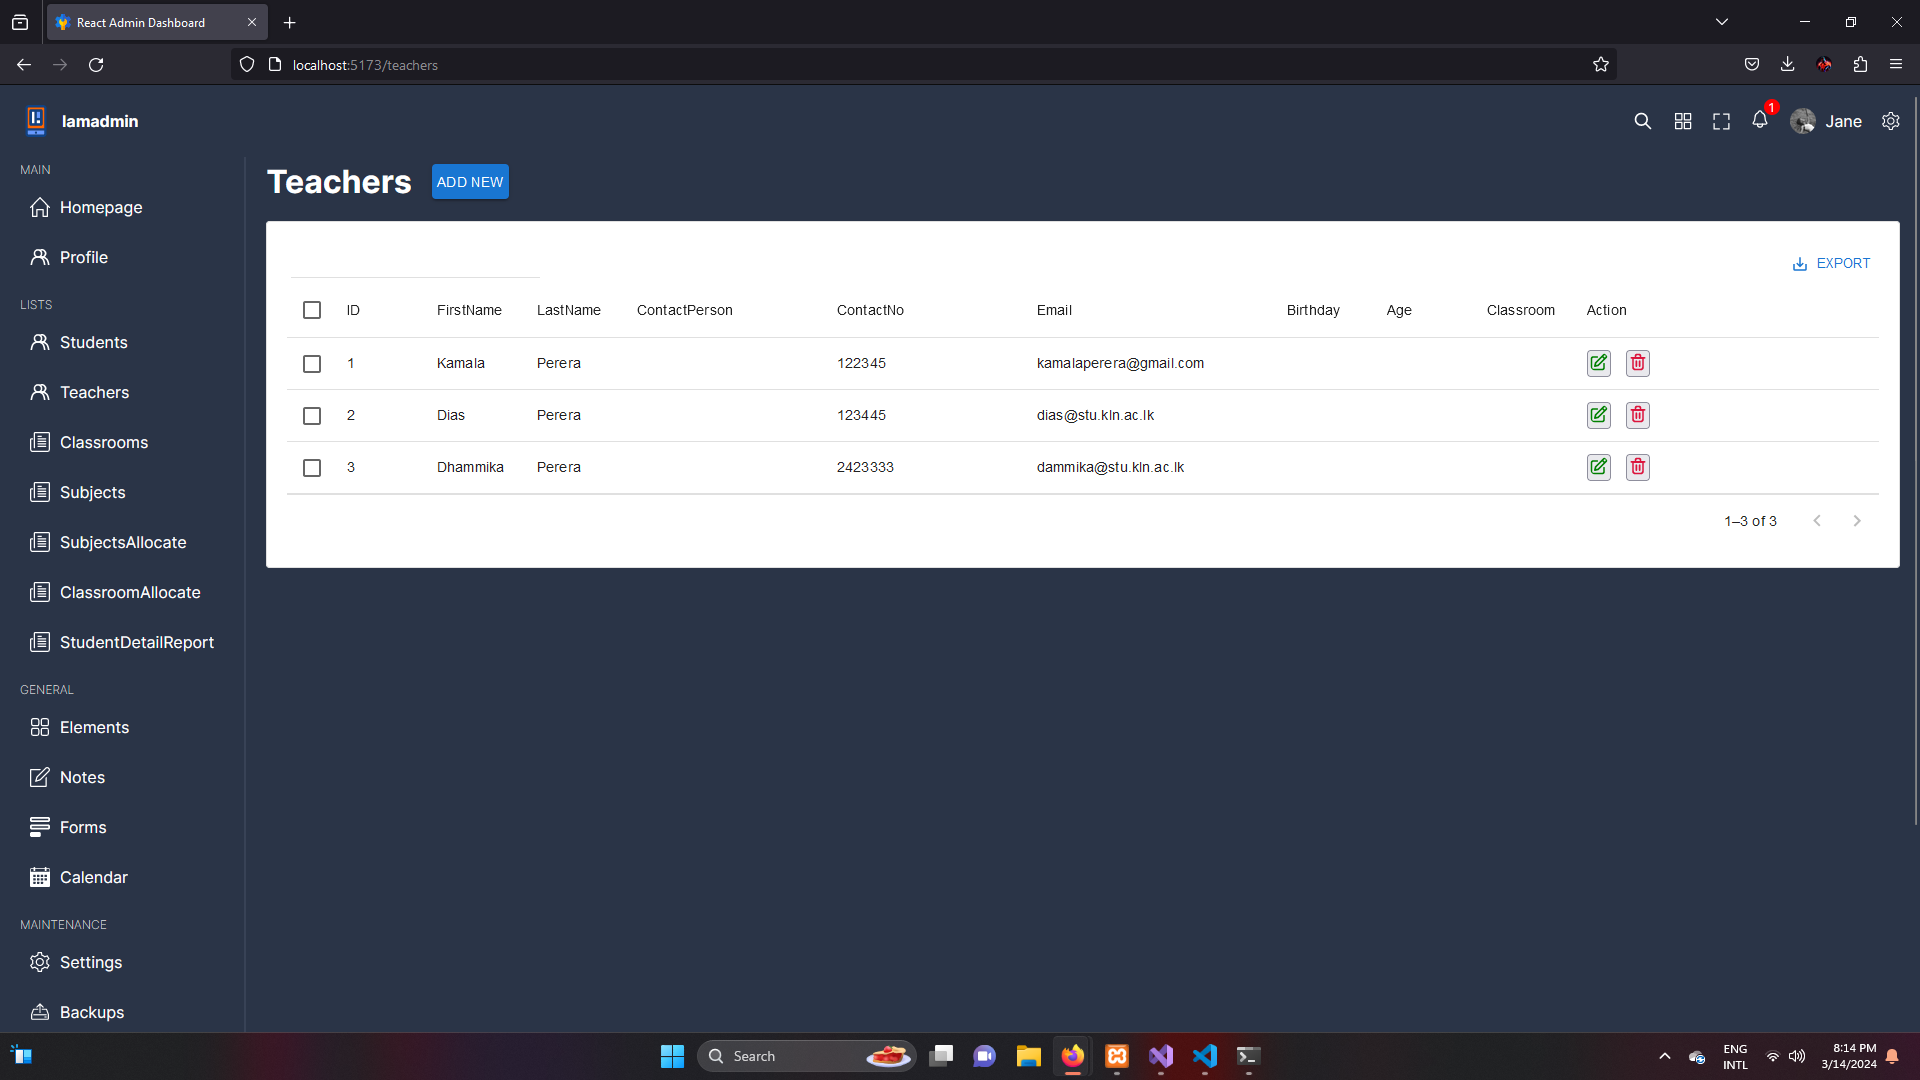 React Admin Dashboard
localhost:5173/teachers
lamadmin
1
Jane
MAIN
Homepage
Profile
LISTS
Students
Teachers
Classrooms
Subjects
SubjectsAllocate
ClassroomAllocate
StudentDetailReport
GENERAL
Elements
Notes
Forms
Calendar
MAINTENANCE
Settings
Backups
Teachers ADD NEW
EXPORT
ID FirstName LastName ContactPerson ContactNo Email Birthday Age Classroom Action
1 Kamala Perera 122345 kamalaperera@gmail.com
2 Dias Perera 123445 dias@stu.kln.ac.lk
3 Dhammika Perera 2423333 dammika@stu.kln.ac.lk
1–3 of 3
Search
ENG
INTL
8:14 PM
3/14/2024